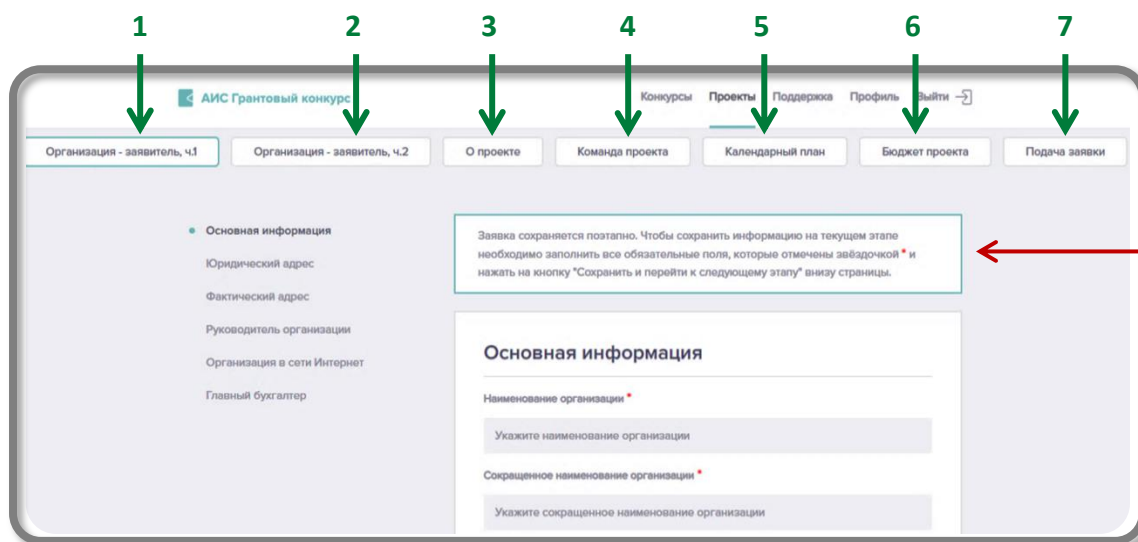 1 2 3 4 5 6 7
АИС Грантовый конкурс Конкурсы Проекты Поддержка Профиль Выйти
Организация - заявитель, ч.1 Организация - заявитель, ч.2 О проекте Команда проекта Календарный план Бюджет проекта Подача заявки
Основная информация
Юридический адрес
Фактический адрес
Руководитель организации
Организация в сети Интернет
Главный бухгалтер
Заявка сохраняется поэтапно. Чтобы сохранить информацию на текущем этапе
необходимо заполнить все обязательные поля, которые отмечены звёздочкой * и
нажать на кнопку "Сохранить и перейти к следующему этапу" внизу страницы.
Основная информация
Наименование организации *
Укажите наименование организации
Сокращенное наименование организации *
Укажите сокращенное наименование организации